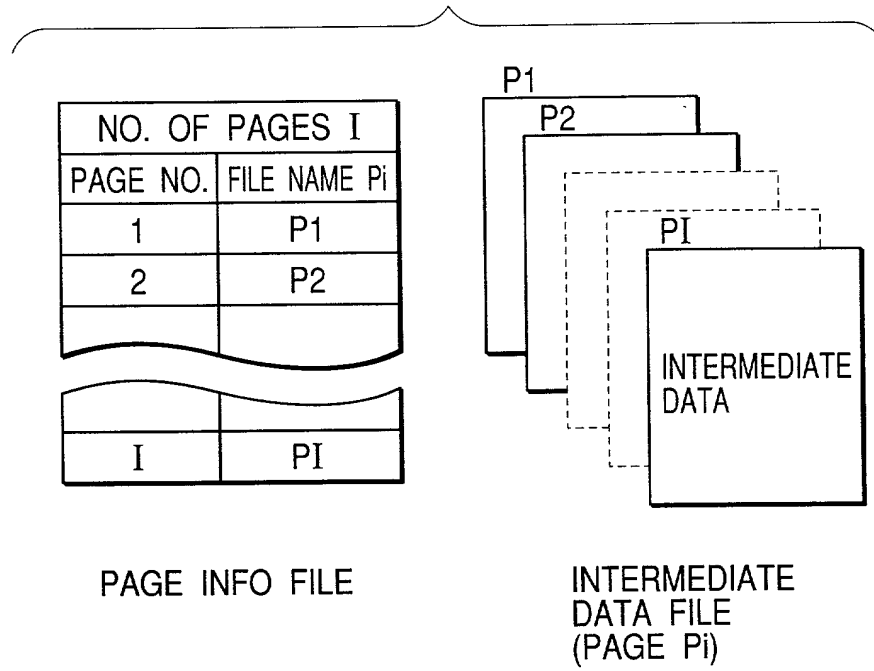 NO. OF PAGES I
PAGE NO. FILE NAME Pi
1 P1
2 P2
I PI
PAGE INFO FILE
P1
P2
PI
INTERMEDIATE
DATA
INTERMEDIATE
DATA FILE
(PAGE Pi)